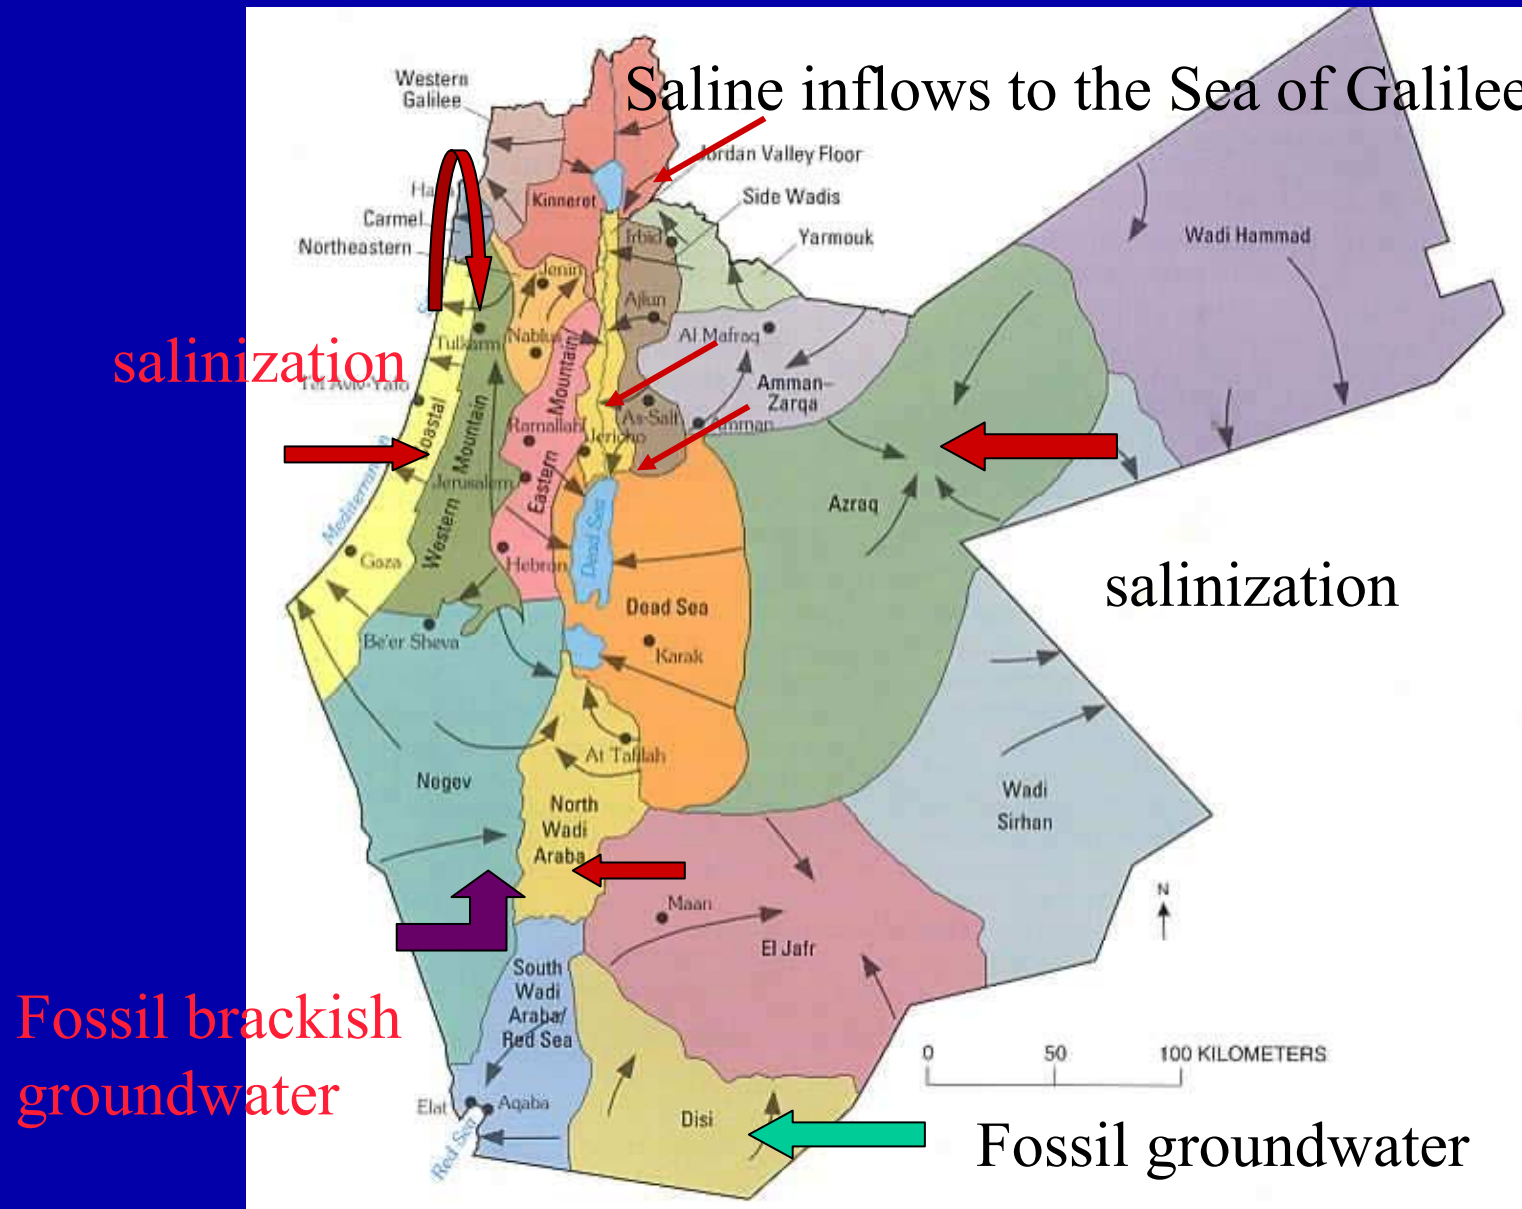 Saline inflows to the Sea of Galilee
Western
Galilee
Jordan Valley Floor
Side Wadis
Kinneret
Carmel
Northeastern
Irbid
Yarmouk
Wadi Hammad
Jenin
Ajlun
Al Mafraq
Tulkarm
Nablus
salinization
Tel Aviv-Yafo
Amman-
Zarqa
Eastern Mountain
Western Mountain
As-Salt
Amman
Ramallah
Jericho
Jerusalem
Mediterranean
Azraq
Dead Sea
Gaza
Hebron
salinization
Dead Sea
Be'er Sheva
Karak
At Tafilah
Negev
North
Wadi
Araba
Wadi
Sirhan
N
Maan
El Jafr
South
Wadi
Araba/
Red Sea
Fossil brackish
groundwater
0 50 100 KILOMETERS
Elat
Aqaba
Red Sea
Disi
Fossil groundwater